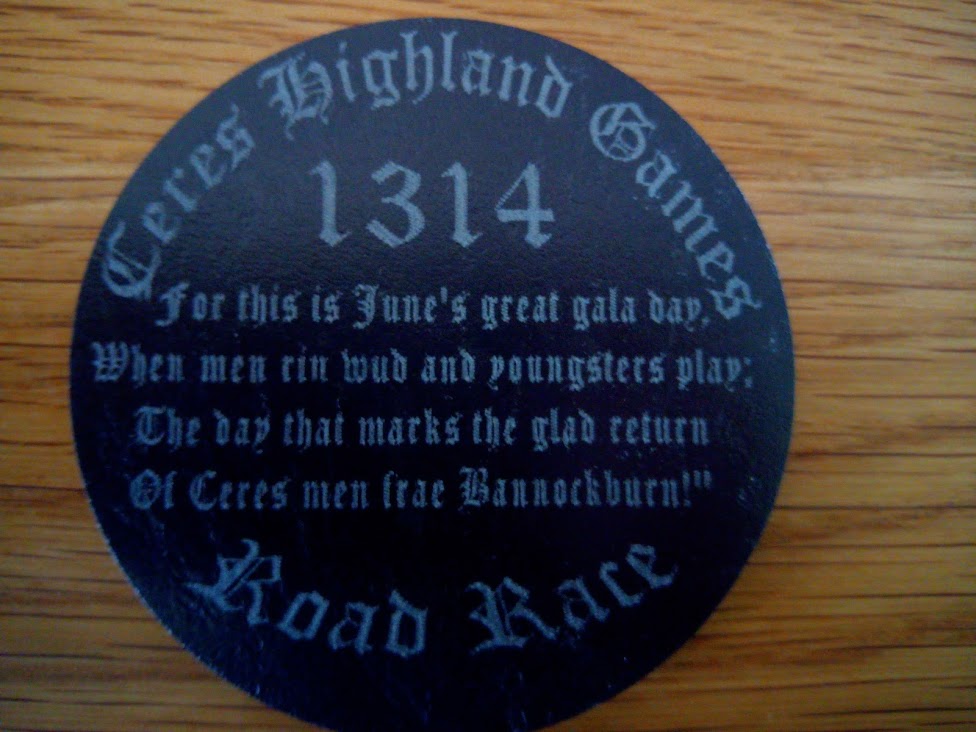 Ceres Highland Games
1314
For this is June's great gala day,
When men rin wud and youngsters play;
The day that marks the glad return
Of Ceres men frae Bannockburn!"
Road Race